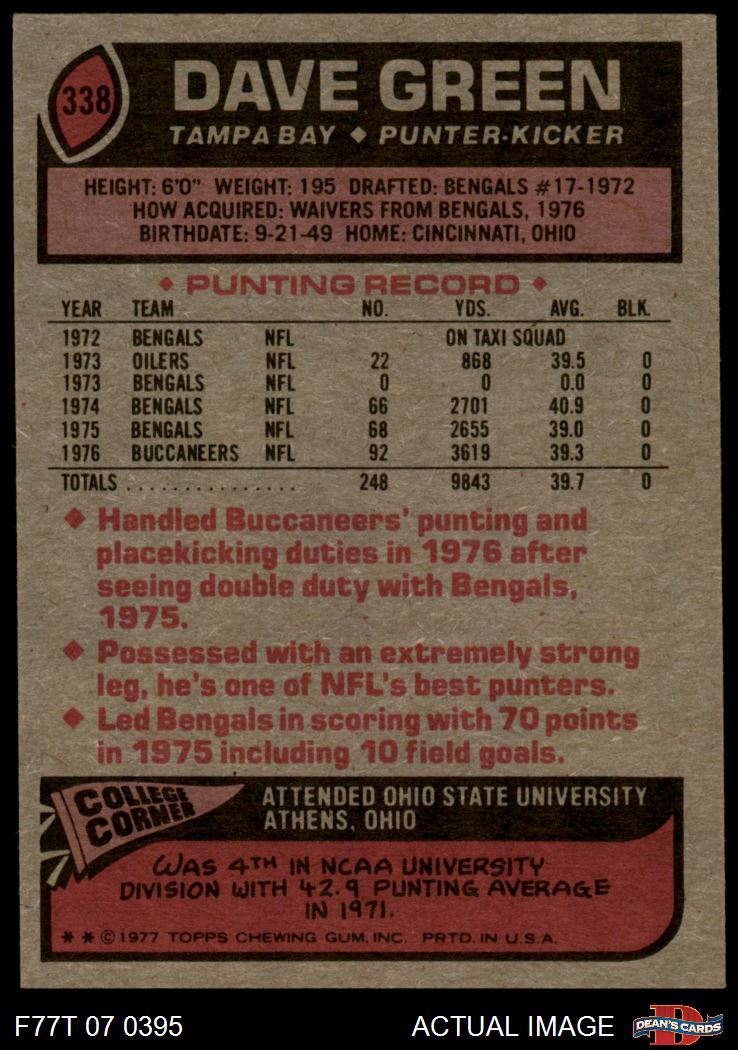 338
DAVE GREEN
TAMPA BAY ◆ PUNTER-KICKER
HEIGHT: 6'0" WEIGHT: 195 DRAFTED: BENGALS #17-1972
HOW ACQUIRED: WAIVERS FROM BENGALS, 1976
BIRTHDATE: 9-21-49 HOME: CINCINNATI, OHIO
◆ PUNTING RECORD ◆
YEAR TEAM NO. YDS. AVG. BLK.
1972 BENGALS NFL ON TAXI SQUAD
1973 OILERS NFL 22 868 39.5 0
1973 BENGALS NFL 0 0 0.0 0
1974 BENGALS NFL 66 2701 40.9 0
1975 BENGALS NFL 68 2655 39.0 0
1976 BUCCANEERS NFL 92 3619 39.3 0
TOTALS . . . . . . . . . . . . . . . 248 9843 39.7 0
◆ Handled Buccaneers' punting and
placekicking duties in 1976 after
seeing double duty with Bengals,
1975.
◆ Possessed with an extremely strong
leg, he's one of NFL's best punters.
◆ Led Bengals in scoring with 70 points
in 1975 including 10 field goals.
COLLEGE
CORNER
ATTENDED OHIO STATE UNIVERSITY
ATHENS, OHIO
WAS 4TH IN NCAA UNIVERSITY
DIVISION WITH 42.9 PUNTING AVERAGE
IN 1971.
* * © 1977 TOPPS CHEWING GUM, INC. PRTD. IN U.S.A.
F77T 07 0395 ACTUAL IMAGE
D
DEAN'S CARDS